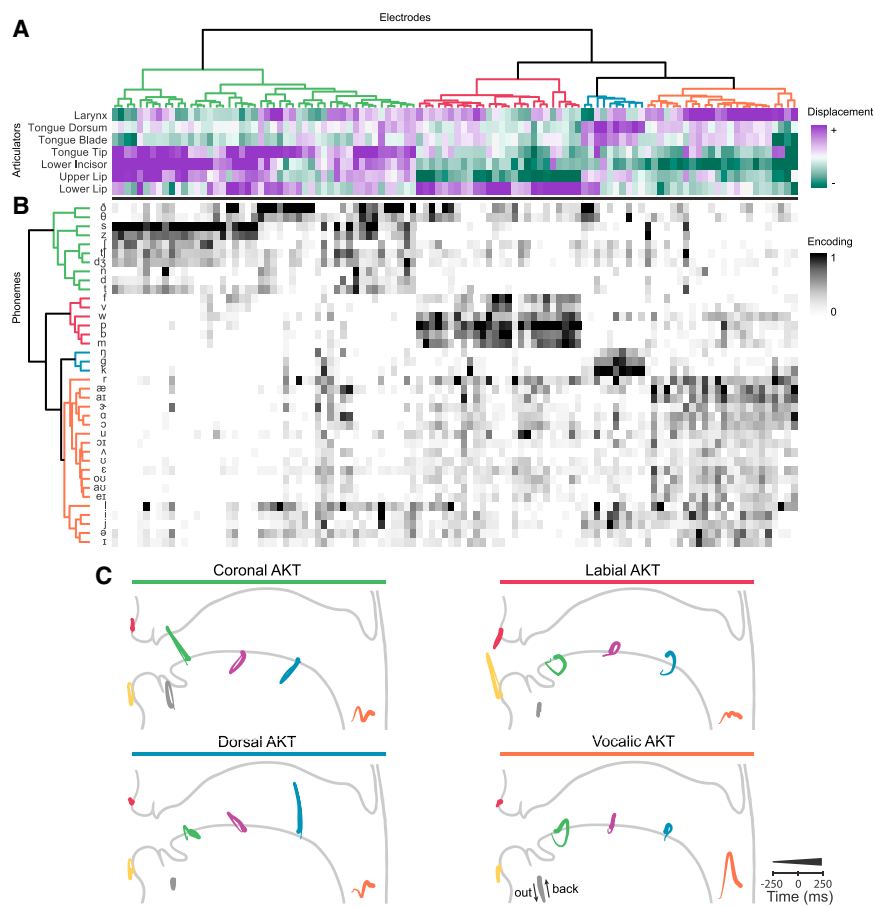 A
Electrodes
Articulators
Larynx
Tongue Dorsum
Tongue Blade
Tongue Tip
Lower Incisor
Upper Lip
Lower Lip
Displacement
+
-
B
Phonemes
ð
θ
s
z
ʃ
tʃ
dʒ
n
d
t
f
v
w
p
b
m
ŋ
g
k
r
æ
aɪ
ɝ
ɑ
ɔ
u
ɔɪ
ʌ
ʊ
ɛ
oʊ
aʊ
eɪ
l
i
j
ə
ɪ
Encoding
1
0
C
Coronal AKT
Labial AKT
Dorsal AKT
Vocalic AKT
out
back
-250 0 250
Time (ms)